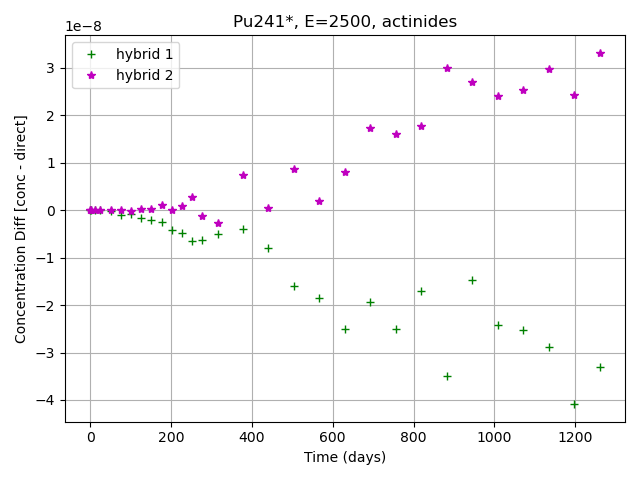 Pu241*, E=2500, actinides
1e−8
hybrid 1
hybrid 2
3
2
1
0
−1
−2
−3
−4
Concentration Diff [conc - direct]
0
200
400
600
800
1000
1200
Time (days)